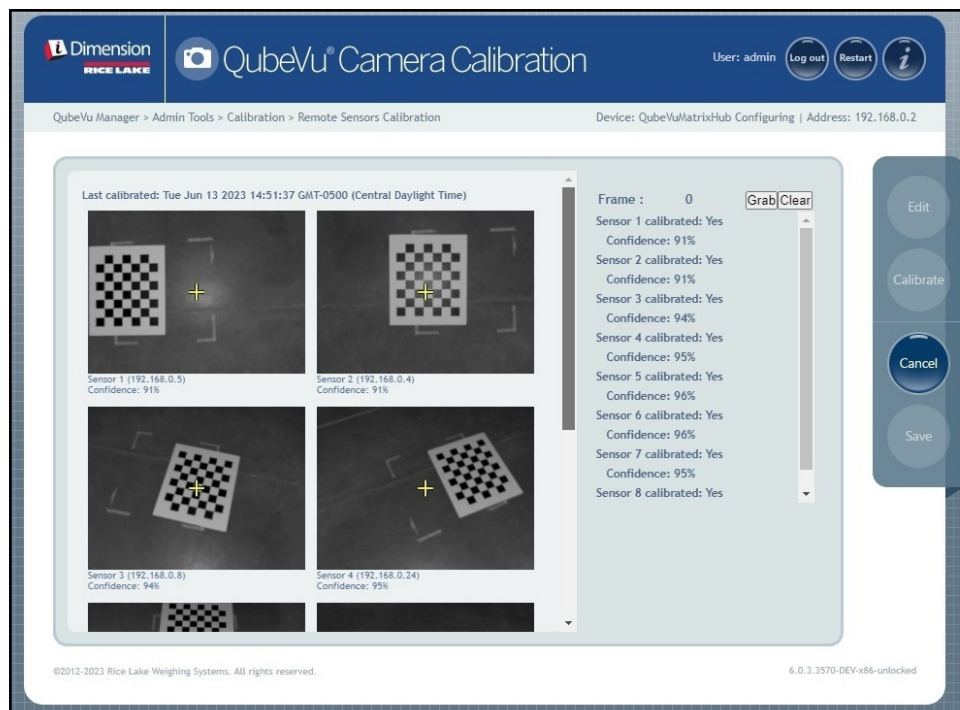 iDimension
RICE LAKE
QubeVu® Camera Calibration
User: admin
Log out
Restart
i
QubeVu Manager > Admin Tools > Calibration > Remote Sensors Calibration
Device: QubeVuMatrixHub Configuring | Address: 192.168.0.2
Last calibrated: Tue Jun 13 2023 14:51:37 GMT-0500 (Central Daylight Time)
Sensor 1 (192.168.0.5)
Confidence: 91%
Sensor 2 (192.168.0.4)
Confidence: 91%
Sensor 3 (192.168.0.8)
Confidence: 94%
Sensor 4 (192.168.0.24)
Confidence: 95%
Frame : 0
Grab
Clear
Sensor 1 calibrated: Yes
Confidence: 91%
Sensor 2 calibrated: Yes
Confidence: 91%
Sensor 3 calibrated: Yes
Confidence: 94%
Sensor 4 calibrated: Yes
Confidence: 95%
Sensor 5 calibrated: Yes
Confidence: 96%
Sensor 6 calibrated: Yes
Confidence: 96%
Sensor 7 calibrated: Yes
Confidence: 95%
Sensor 8 calibrated: Yes
Edit
Calibrate
Cancel
Save
©2012-2023 Rice Lake Weighing Systems. All rights reserved.
6.0.3.3570-DEV-x86-unlocked